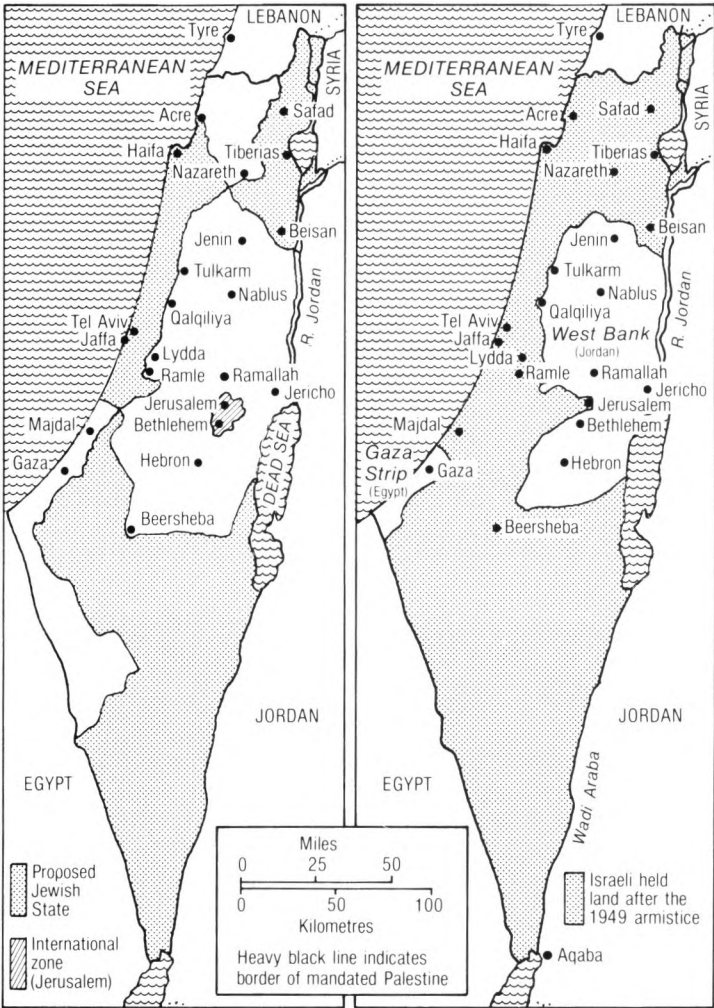 LEBANON
Tyre
MEDITERRANEAN
SEA
SYRIA
Acre
Safad
Haifa
Tiberias
Nazareth
Beisan
Jenin
Tulkarm
Nablus
Qalqiliya
R. Jordan
Tel Aviv
Jaffa
Lydda
Ramle
Ramallah
Jericho
Jerusalem
Majdal
Bethlehem
Gaza
Hebron
DEAD SEA
Beersheba
JORDAN
EGYPT
Proposed
Jewish
State
International
zone
(Jerusalem)
Miles
0 25 50
0 50 100
Kilometres
Heavy black line indicates
border of mandated Palestine
LEBANON
Tyre
MEDITERRANEAN
SEA
SYRIA
Acre
Safad
Haifa
Tiberias
Nazareth
Beisan
Jenin
Tulkarm
Nablus
Qalqiliya
R. Jordan
Tel Aviv
Jaffa
West Bank
(Jordan)
Lydda
Ramle
Ramallah
Jericho
Jerusalem
Majdal
Bethlehem
Gaza
Strip
(Egypt)
Gaza
Hebron
Beersheba
JORDAN
EGYPT
Wadi Araba
Israeli held
land after the
1949 armistice
Aqaba